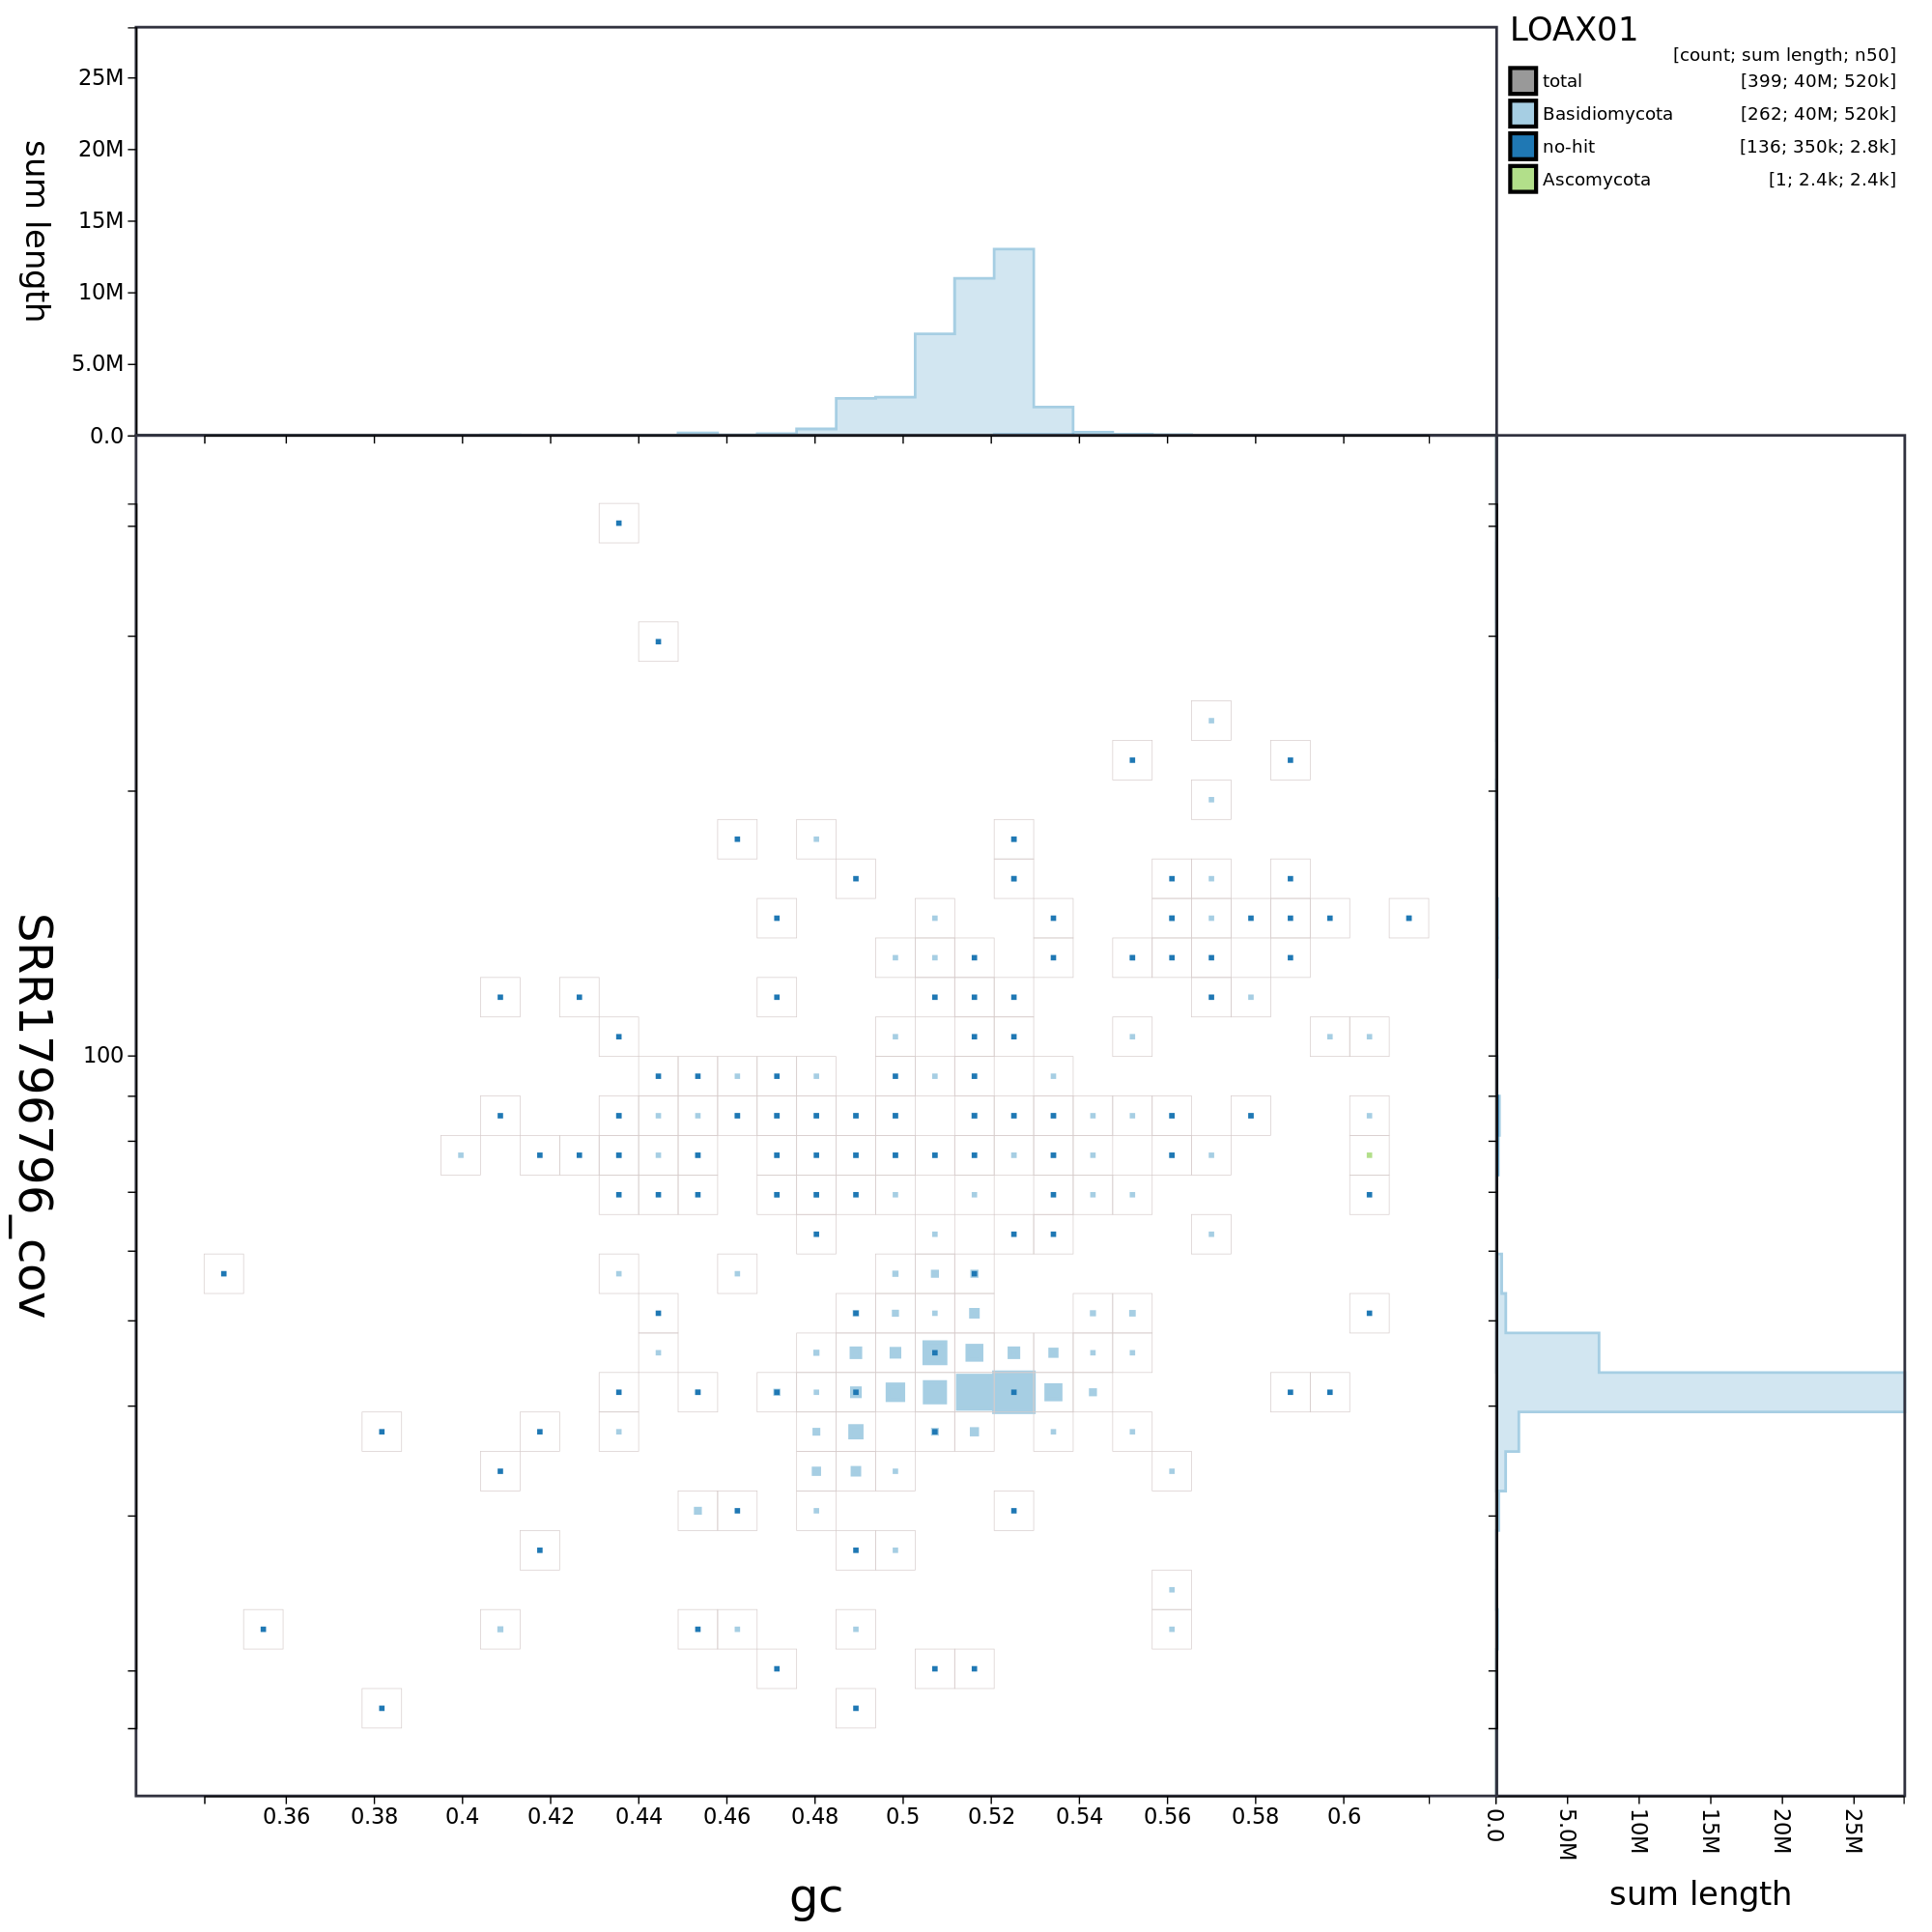 LOAX01
[count; sum length; n50]
total [399; 40M; 520k]
Basidiomycota [262; 40M; 520k]
no-hit [136; 350k; 2.8k]
Ascomycota [1; 2.4k; 2.4k]
sum length
25M
20M
15M
10M
5.0M
0.0
SRR1796796_cov
100
0.36 0.38 0.4 0.42 0.44 0.46 0.48 0.5 0.52 0.54 0.56 0.58 0.6
gc
0.0 5.0M 10M 15M 20M 25M
sum length